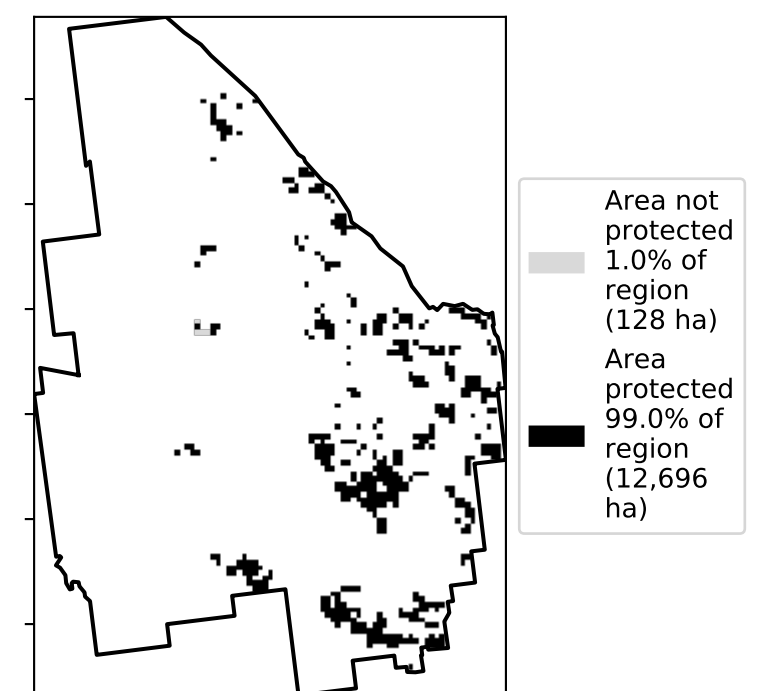 Area not
protected
1.0% of
region
(128 ha)
Area
protected
99.0% of
region
(12,696
ha)